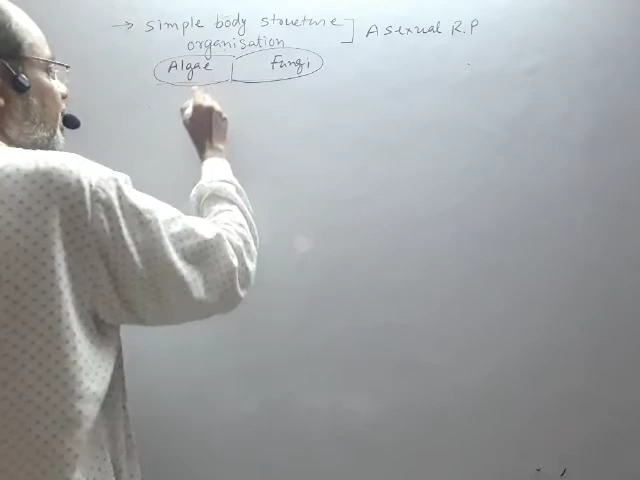 → simple body structure ] Asexual R.P
organisation
Algae Fungi